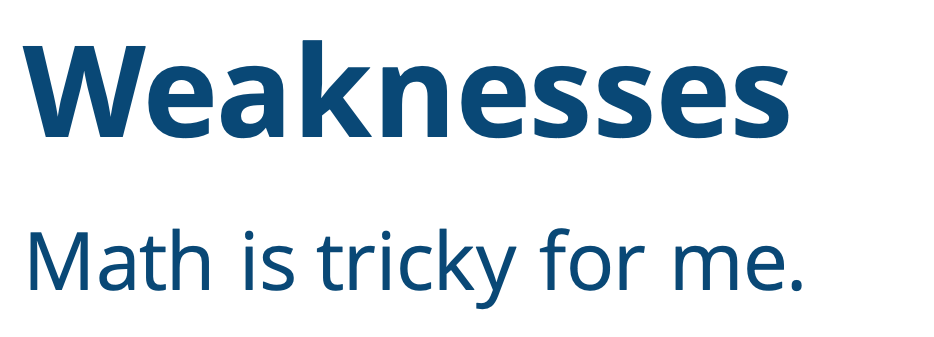 Weaknesses
Math is tricky for me.